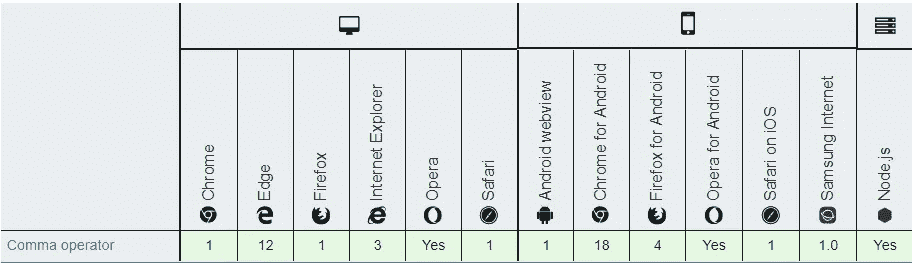 Chrome
Edge
Firefox
Internet Explorer
Opera
Safari
Android webview
Chrome for Android
Firefox for Android
Opera for Android
Safari on iOS
Samsung Internet
Node.js
Comma operator 1 12 1 3 Yes 1 1 18 4 Yes 1 1.0 Yes